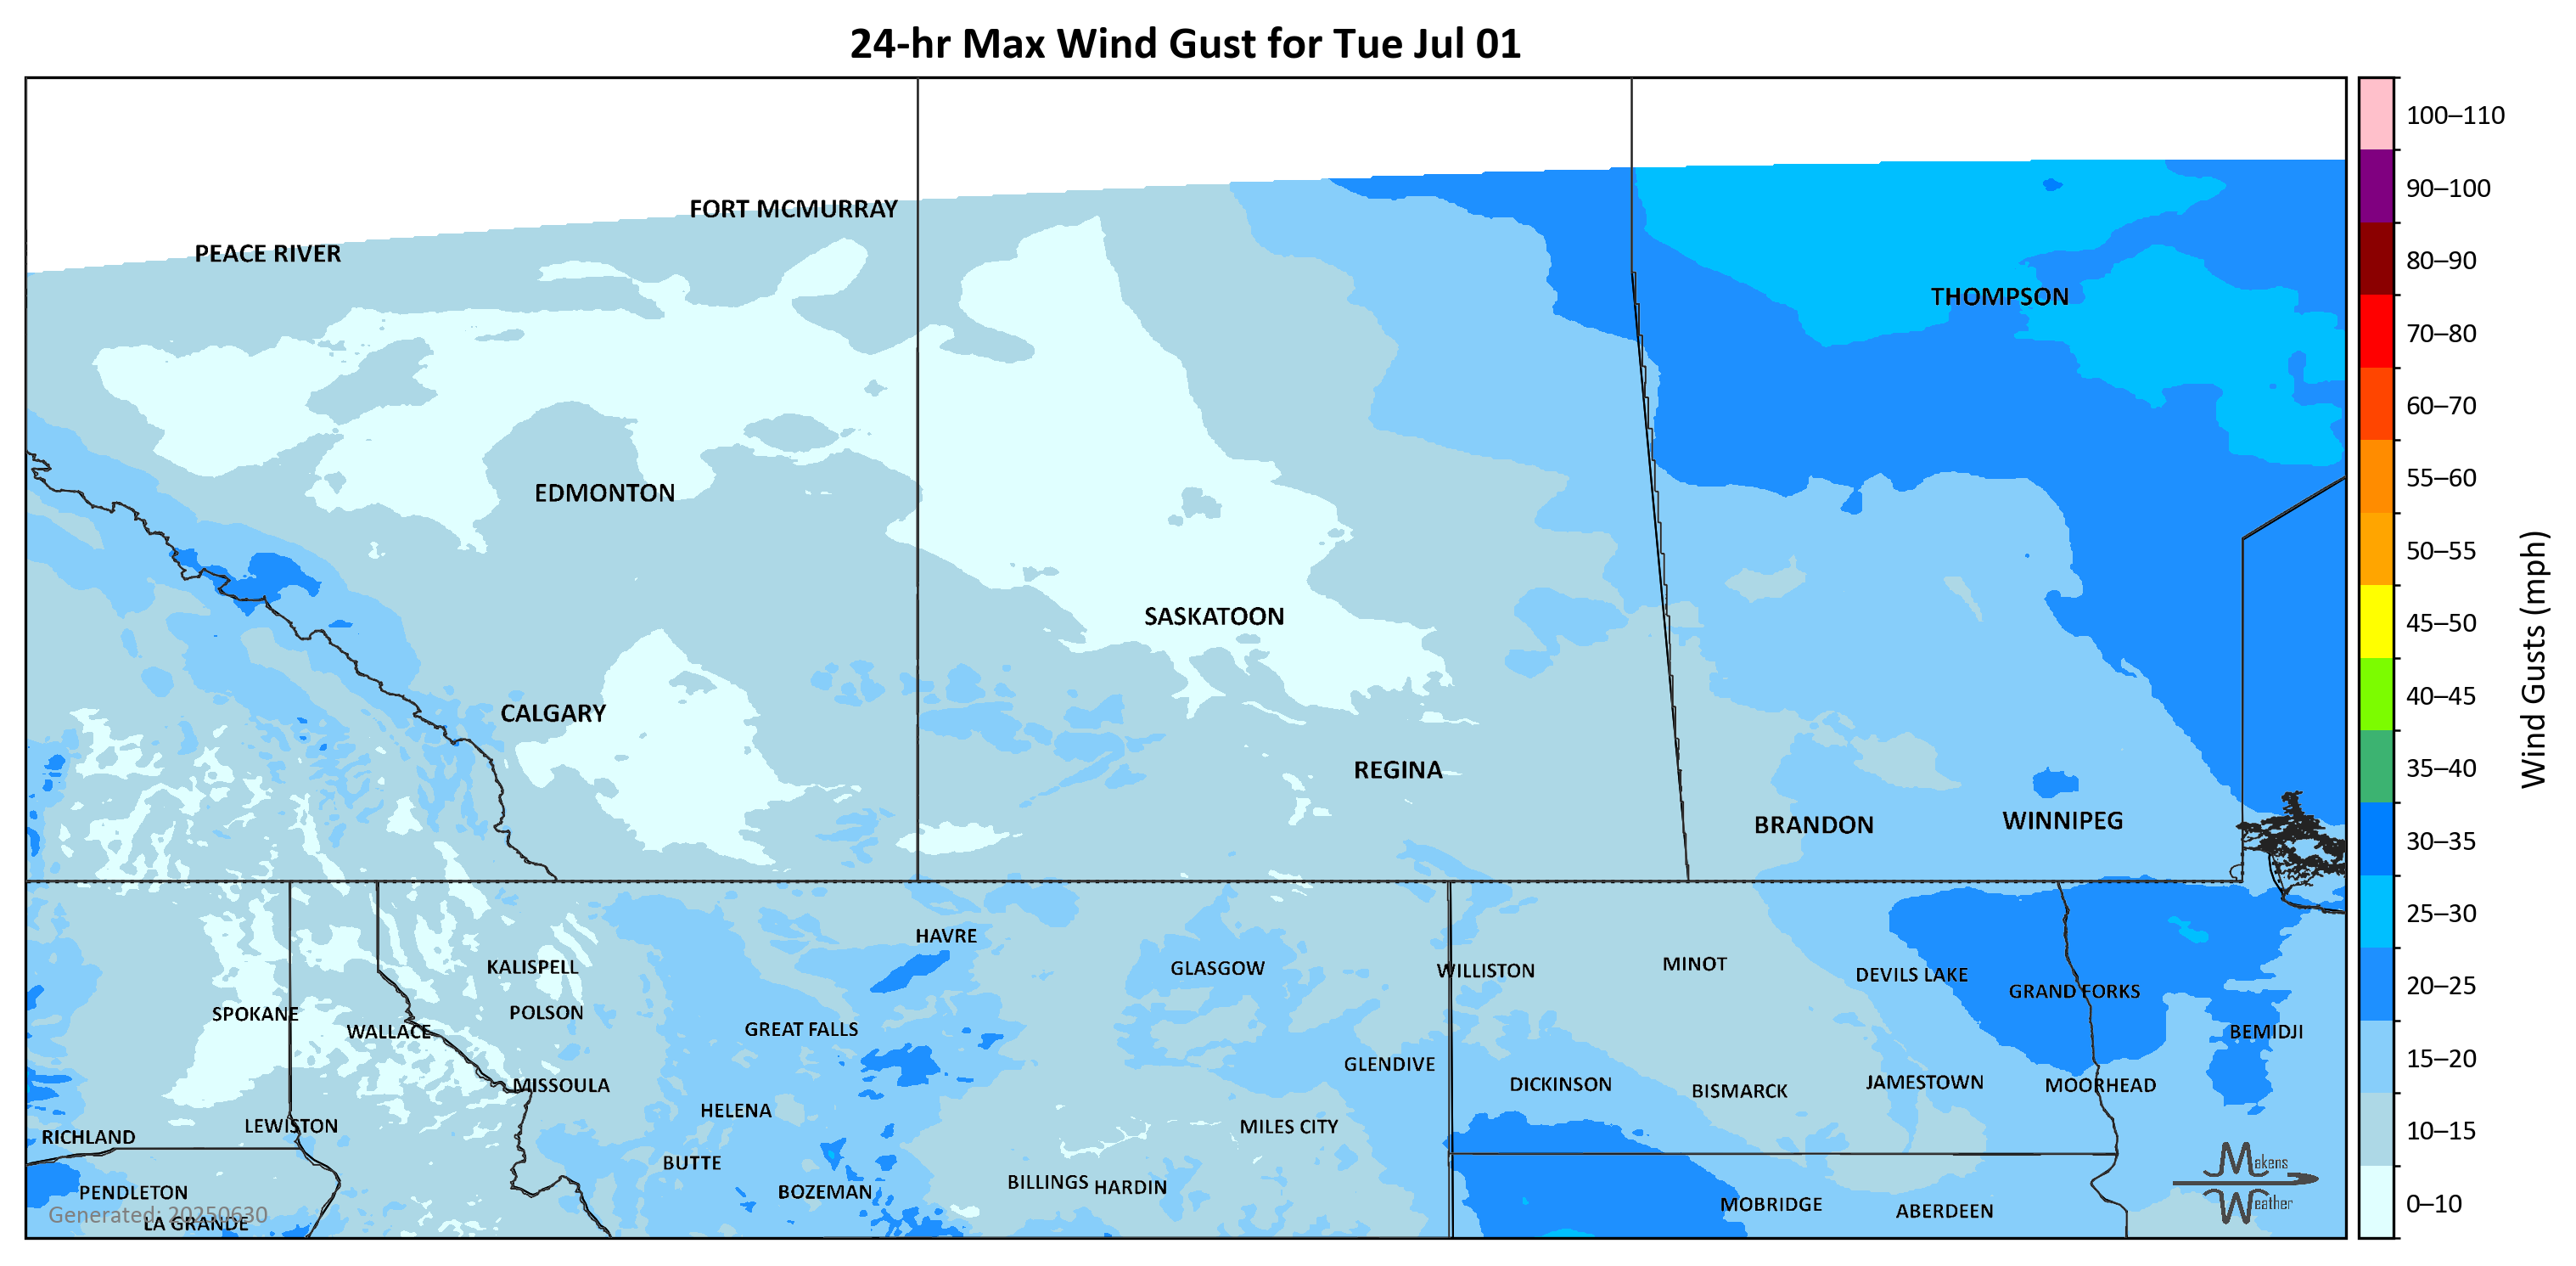 24-hr Max Wind Gust for Tue Jul 01
FORT MCMURRAY
PEACE RIVER
THOMPSON
EDMONTON
SASKATOON
CALGARY
REGINA
BRANDON
WINNIPEG
HAVRE
KALISPELL
GLASGOW
WILLISTON
MINOT
DEVILS LAKE
GRAND FORKS
SPOKANE
POLSON
WALLACE
GREAT FALLS
BEMIDJI
GLENDIVE
MISSOULA
DICKINSON
BISMARCK
JAMESTOWN
MOORHEAD
HELENA
LEWISTON
MILES CITY
RICHLAND
BUTTE
BOZEMAN
BILLINGS
HARDIN
PENDLETON
MOBRIDGE
ABERDEEN
Generated: 20250630
LA GRANDE
Makens
Weather
100–110
90–100
80–90
70–80
60–70
55–60
50–55
45–50
40–45
35–40
30–35
25–30
20–25
15–20
10–15
0–10
Wind Gusts (mph)